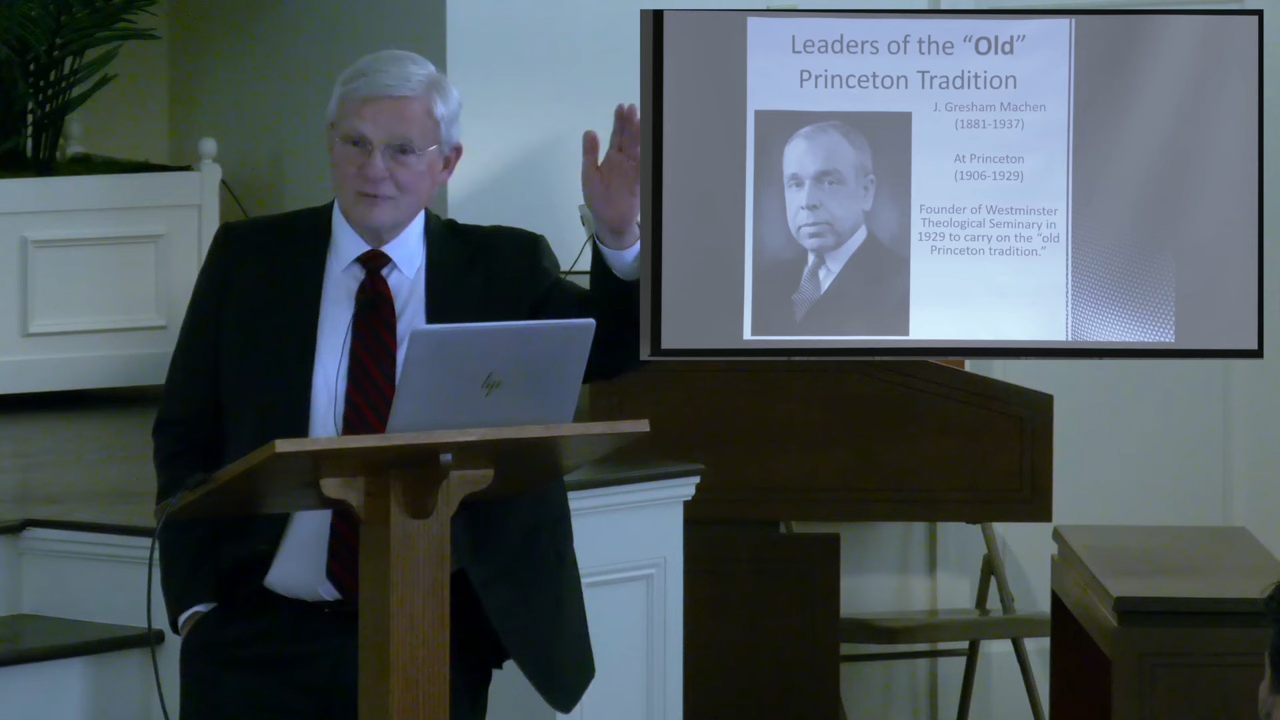 Leaders of the “Old”
Princeton Tradition
J. Gresham Machen
(1881-1937)
At Princeton
(1906-1929)
Founder of Westminster
Theological Seminary in
1929 to carry on the “old
Princeton tradition.”
hp